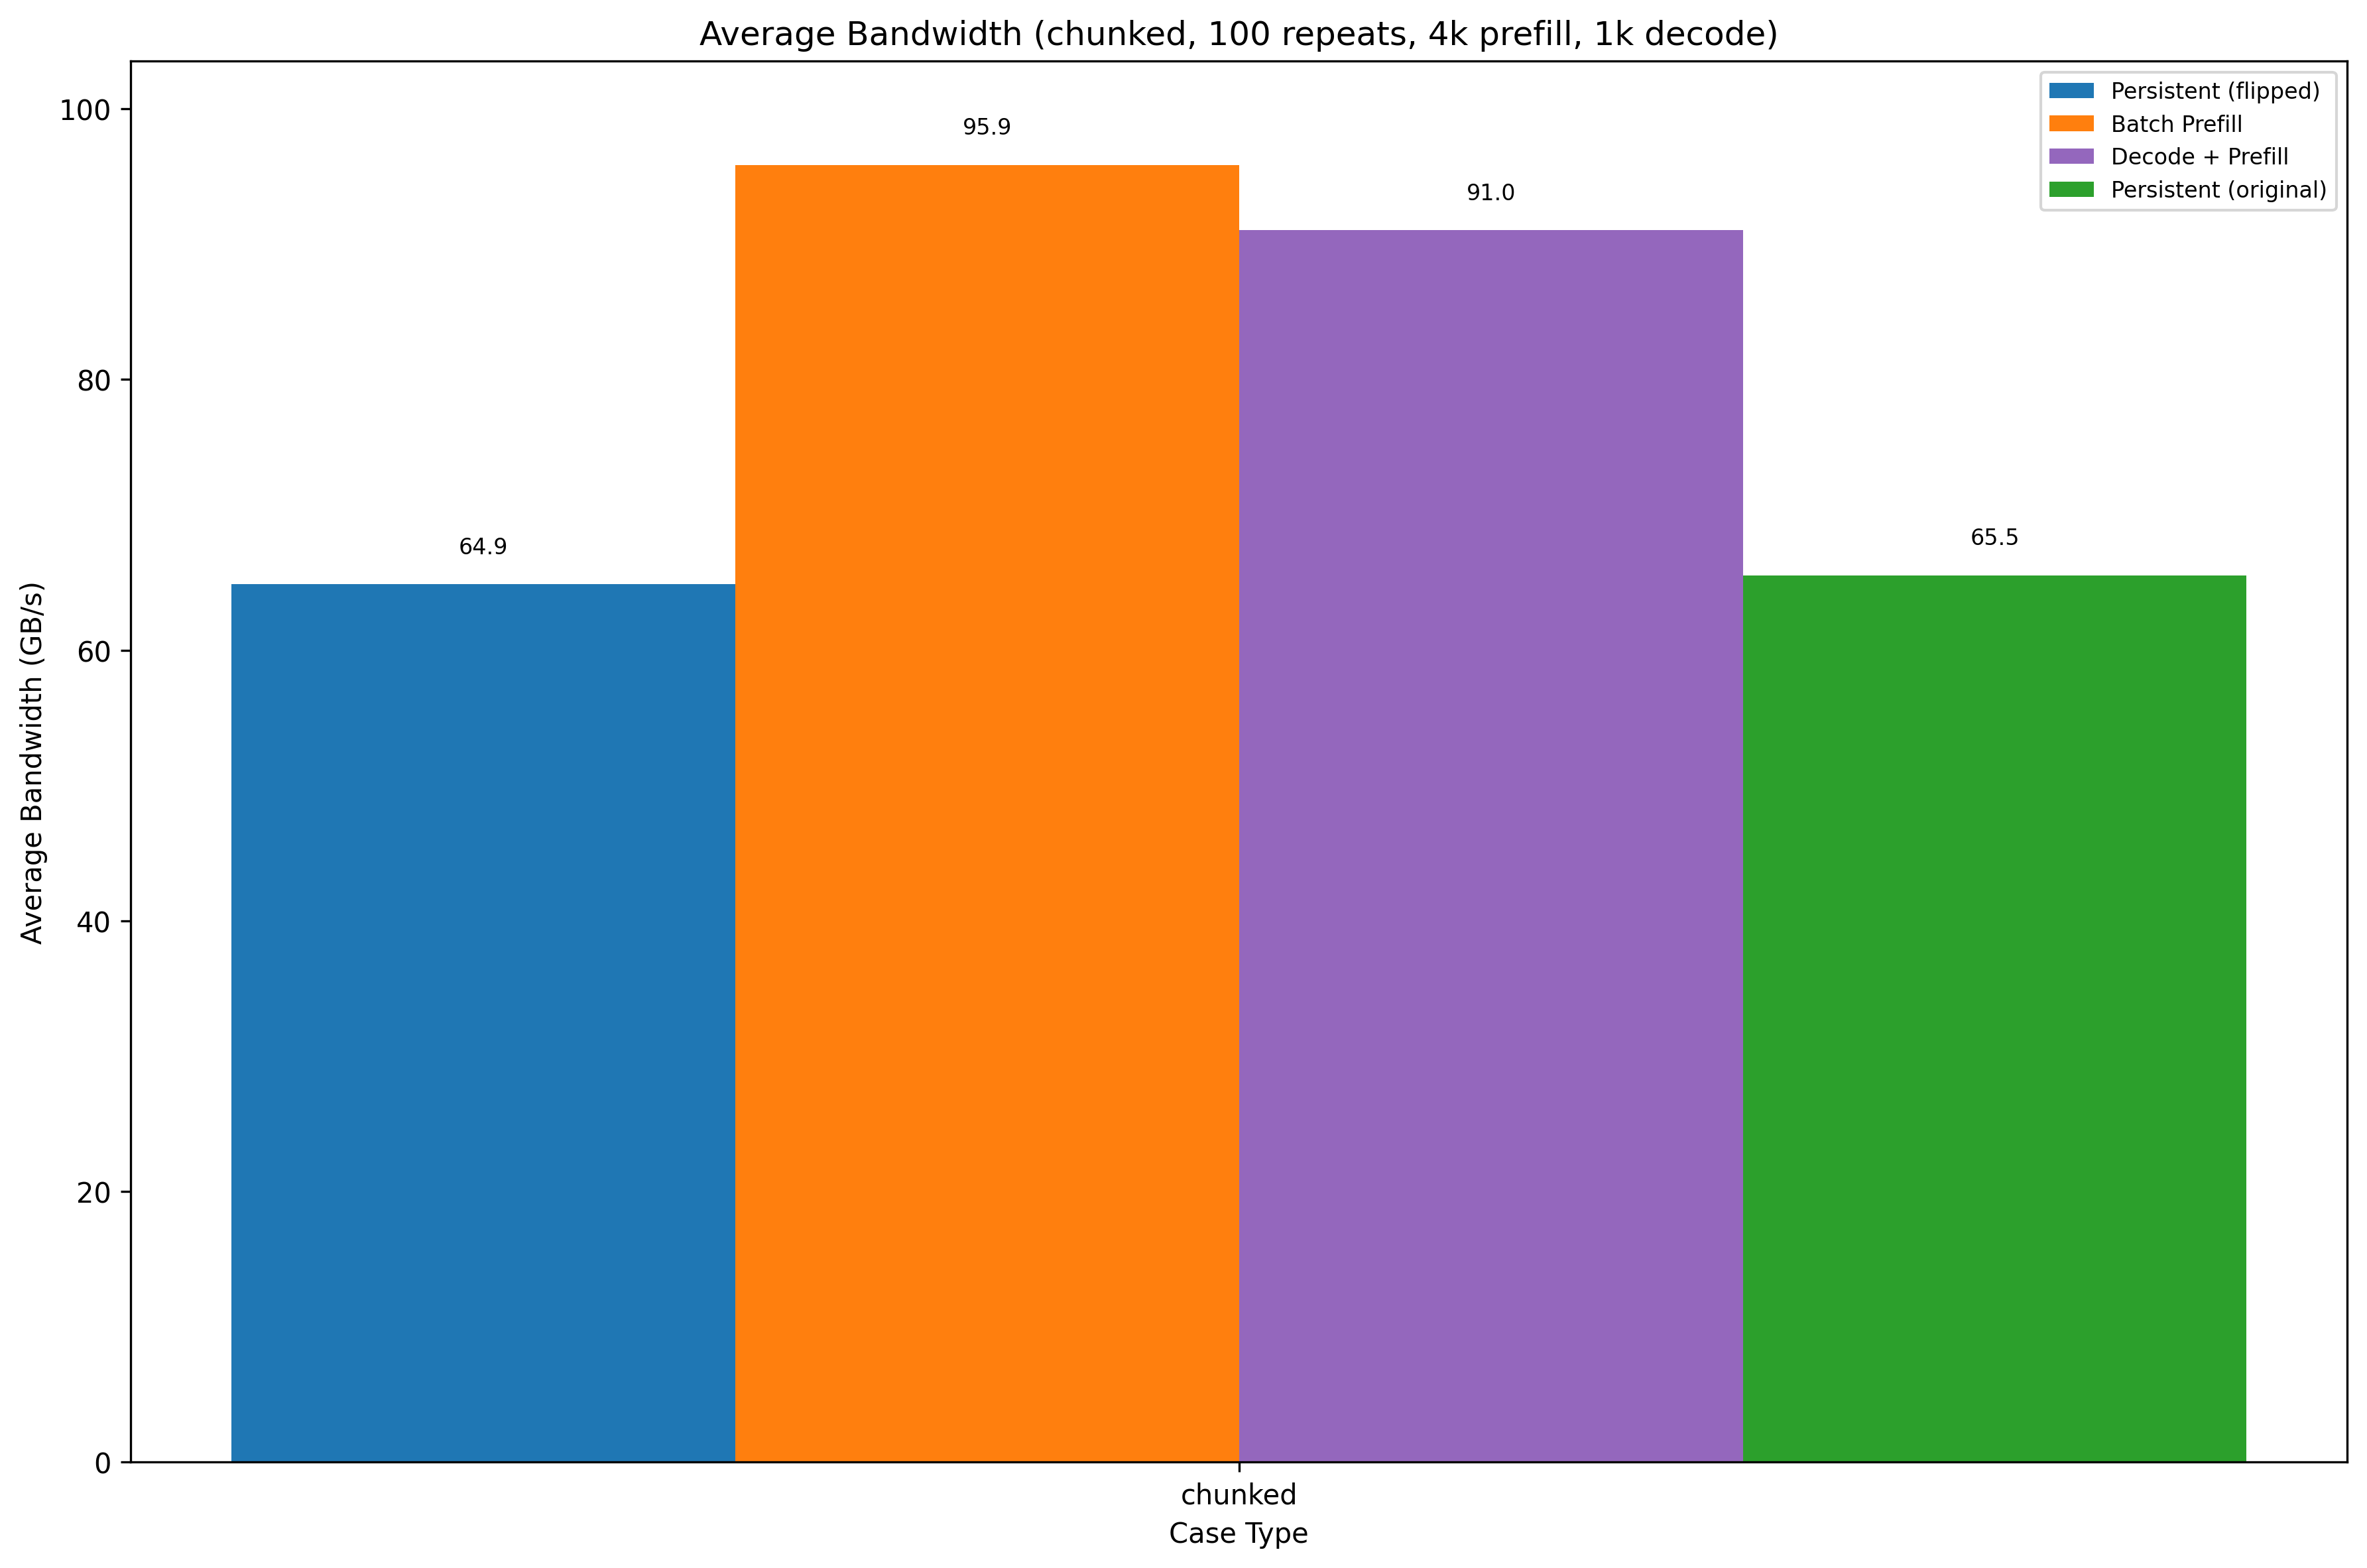 Average Bandwidth (chunked, 100 repeats, 4k prefill, 1k decode)
Persistent (flipped)
Batch Prefill
Decode + Prefill
Persistent (original)
Average Bandwidth (GB/s)
100
80
60
40
20
0
64.9
95.9
91.0
65.5
chunked
Case Type